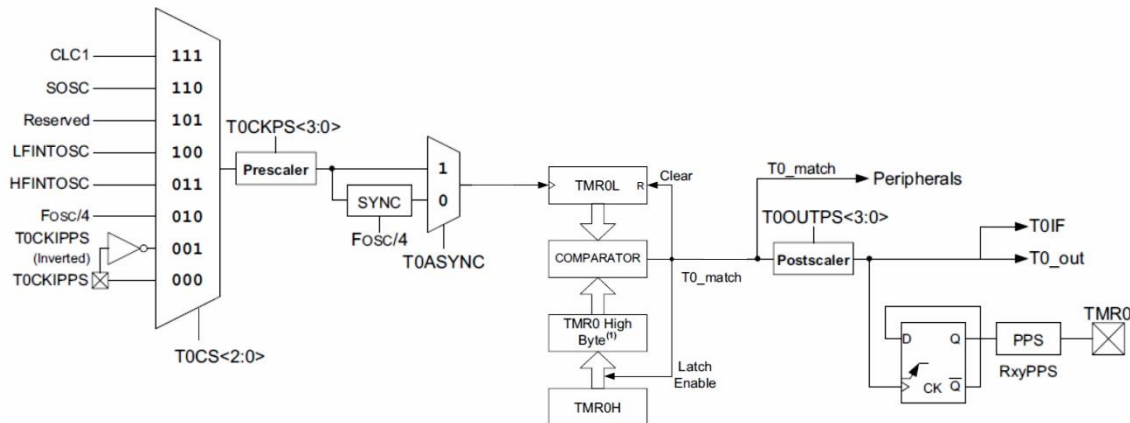 CLC1
111
SOSC
110
Reserved
101
LFINTOSC
100
HFINTOSC
011
FOSC/4
010
T0CKIPPS
(Inverted)
001
T0CKIPPS
000
T0CS<2:0>
T0CKPS<3:0>
Prescaler
SYNC
FOSC/4
1
0
T0ASYNC
TMR0L
R
Clear
COMPARATOR
T0_match
TMR0 High
Byte(1)
Latch
Enable
TMR0H
T0_match
Peripherals
T0OUTPS<3:0>
Postscaler
T0IF
T0_out
D
Q
CK
Q̅
PPS
RxyPPS
TMR0